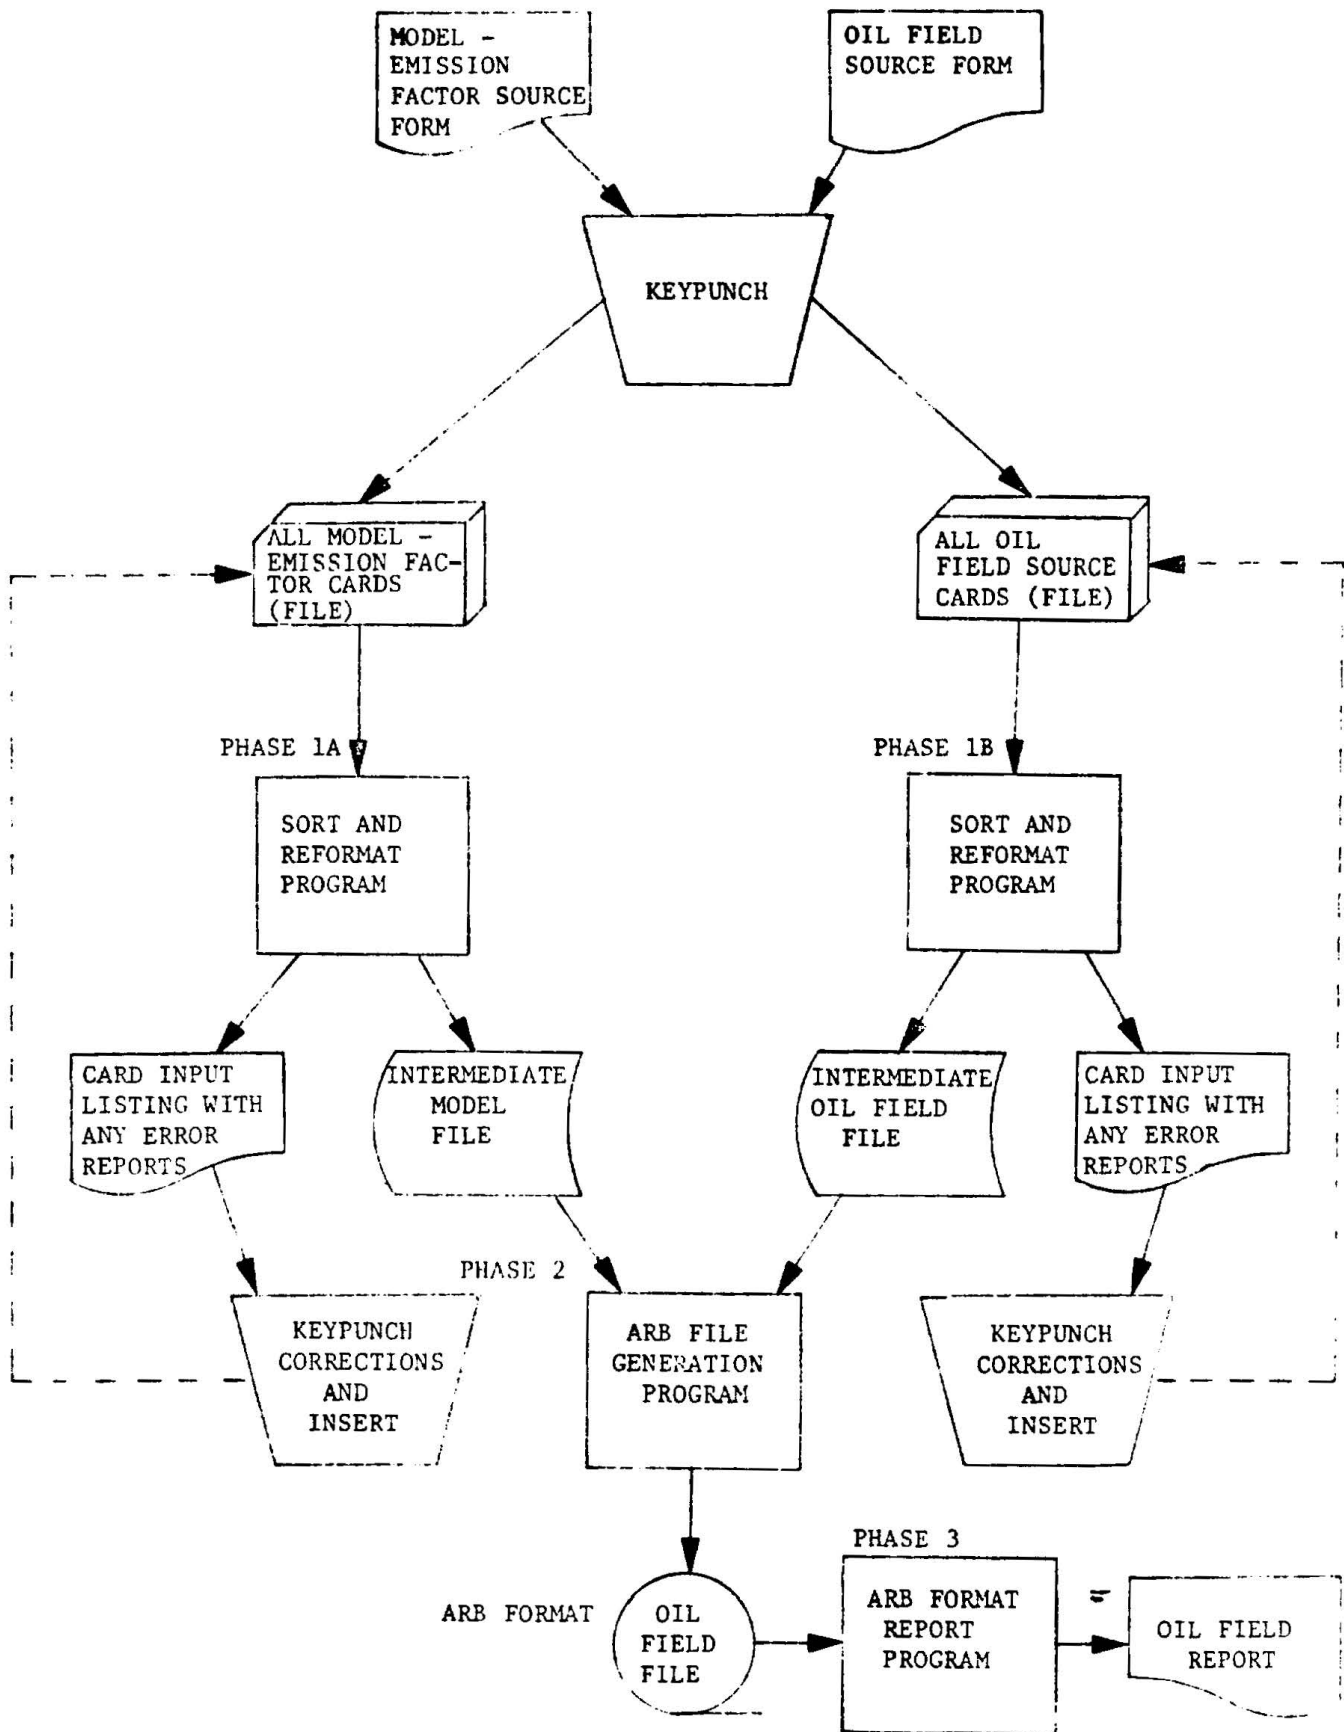 MODEL -
EMISSION
FACTOR SOURCE
FORM
OIL FIELD
SOURCE FORM
KEYPUNCH
ALL MODEL -
EMISSION FAC-
TOR CARDS
(FILE)
ALL OIL
FIELD SOURCE
CARDS (FILE)
PHASE 1A
PHASE 1B
SORT AND
REFORMAT
PROGRAM
SORT AND
REFORMAT
PROGRAM
CARD INPUT
LISTING WITH
ANY ERROR
REPORTS
INTERMEDIATE
MODEL
FILE
INTERMEDIATE
OIL FIELD
FILE
CARD INPUT
LISTING WITH
ANY ERROR
REPORTS
PHASE 2
KEYPUNCH
CORRECTIONS
AND
INSERT
ARB FILE
GENERATION
PROGRAM
KEYPUNCH
CORRECTIONS
AND
INSERT
PHASE 3
ARB FORMAT
OIL
FIELD
FILE
ARB FORMAT
REPORT
PROGRAM
OIL FIELD
REPORT